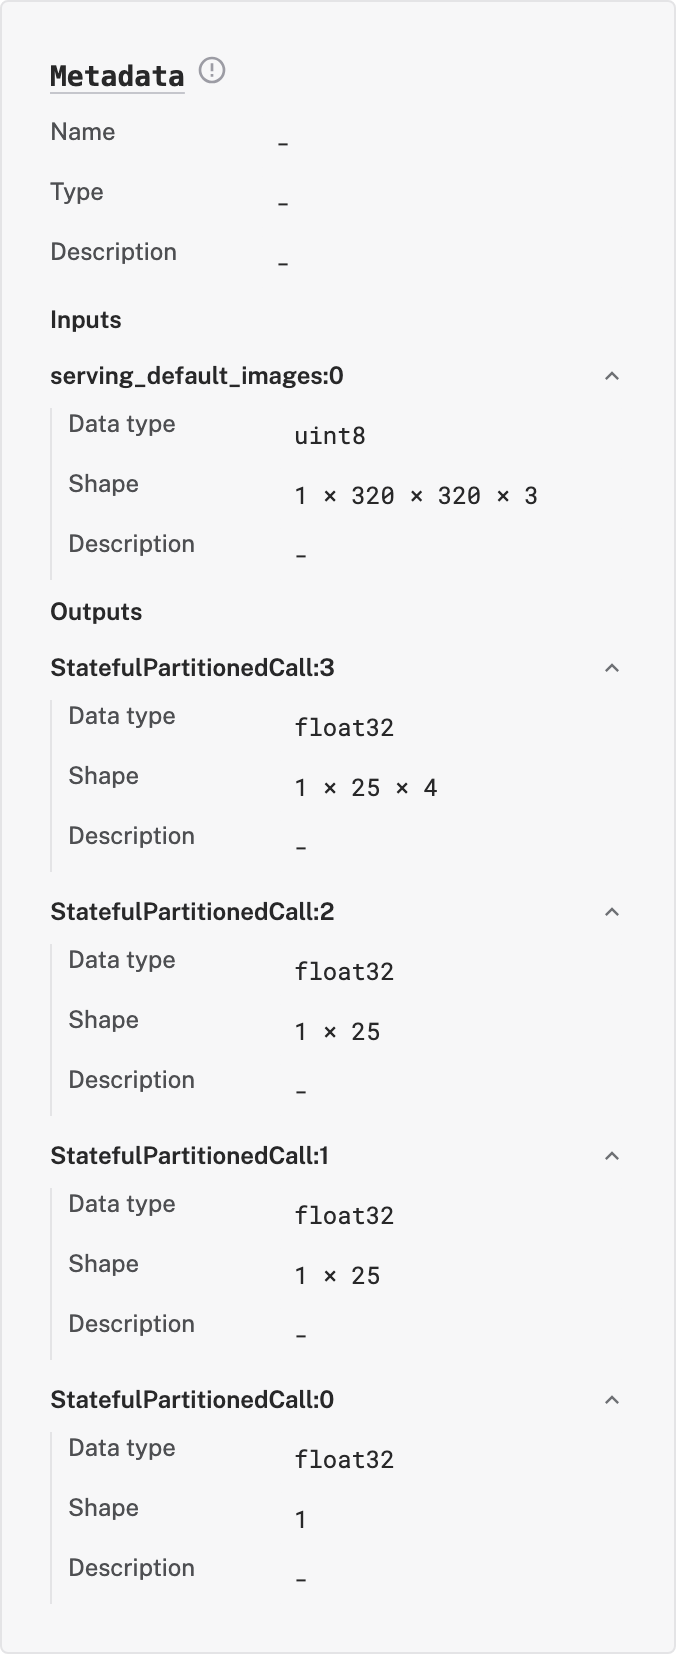 Metadata
Name -
Type -
Description -
Inputs
serving_default_images:0
Data type uint8
Shape 1 × 320 × 320 × 3
Description -
Outputs
StatefulPartitionedCall:3
Data type float32
Shape 1 × 25 × 4
Description -
StatefulPartitionedCall:2
Data type float32
Shape 1 × 25
Description -
StatefulPartitionedCall:1
Data type float32
Shape 1 × 25
Description -
StatefulPartitionedCall:0
Data type float32
Shape 1
Description -